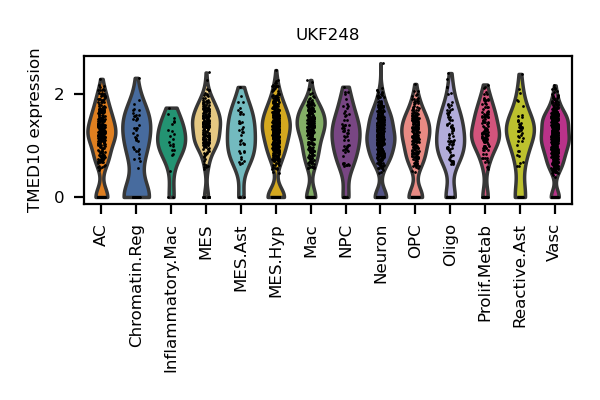 UKF248
TMED10 expression
2
0
AC
Chromatin.Reg
Inflammatory.Mac
MES
MES.Ast
MES.Hyp
Mac
NPC
Neuron
OPC
Oligo
Prolif.Metab
Reactive.Ast
Vasc